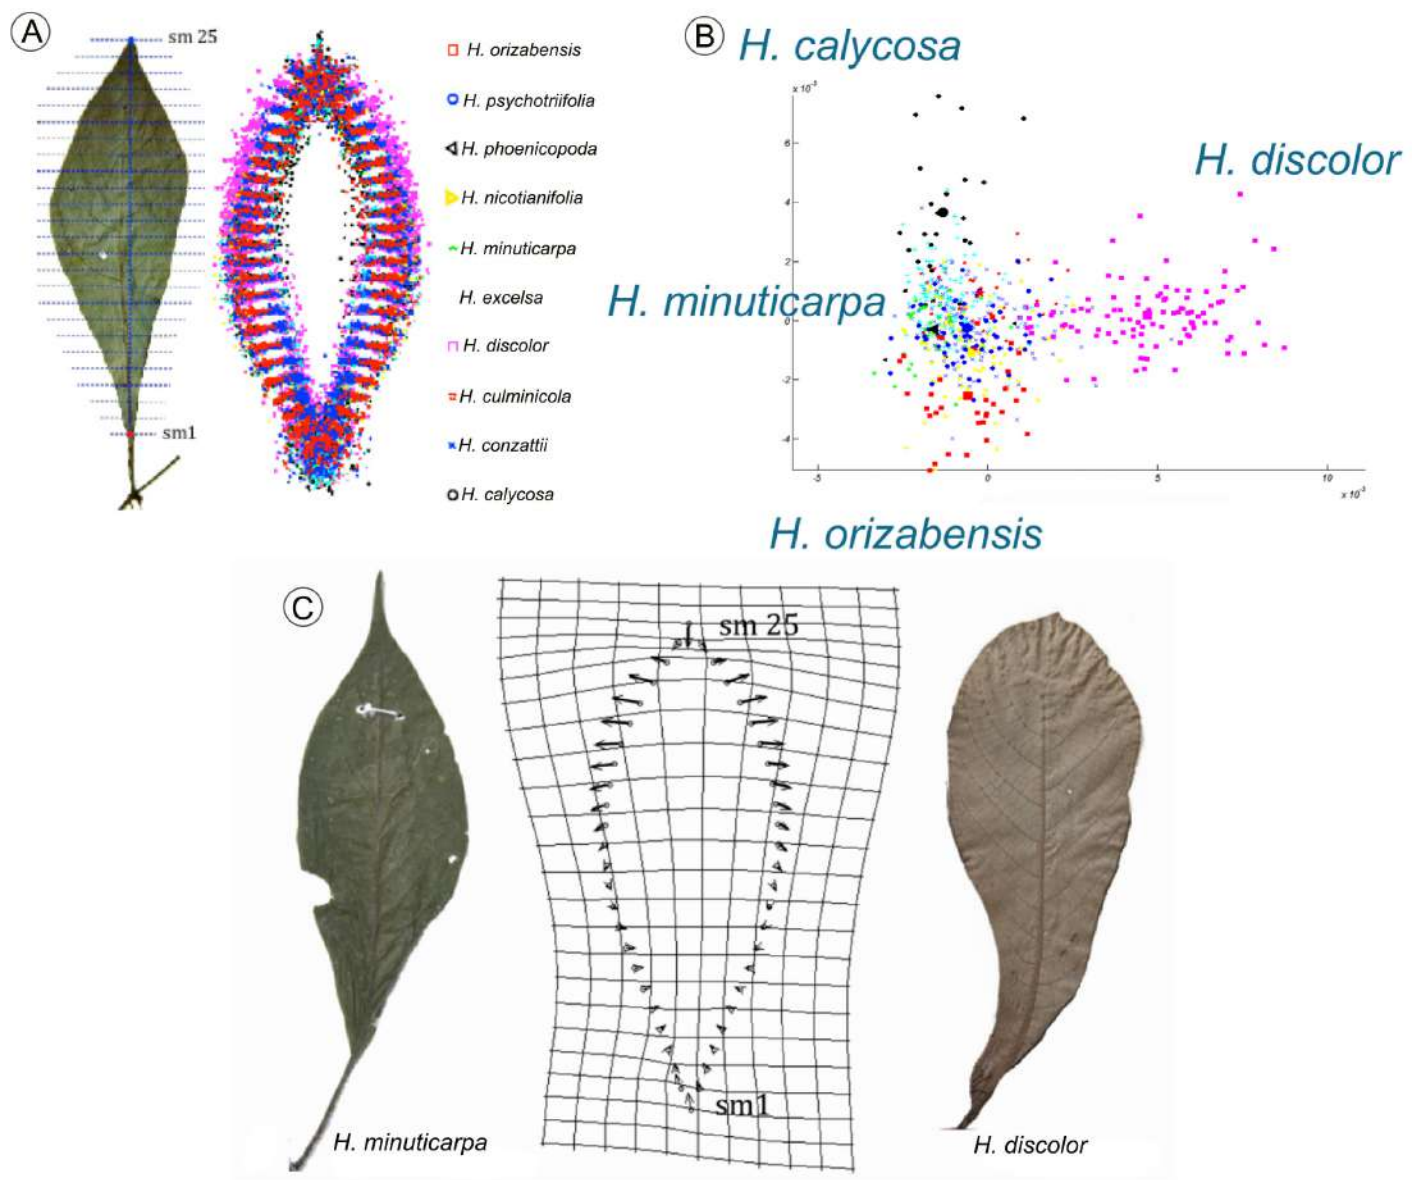 A
sm 25
sm1
H. orizabensis
H. psychotriifolia
H. phoenicopoda
H. nicotianifolia
H. minuticarpa
H. excelsa
H. discolor
H. culminicola
H. conzattii
H. calycosa
B
H. calycosa
H. discolor
H. minuticarpa
H. orizabensis
x 10⁻³
6
4
2
0
-2
-4
-5
0
5
10
x 10⁻³
C
sm 25
sm1
H. minuticarpa
H. discolor